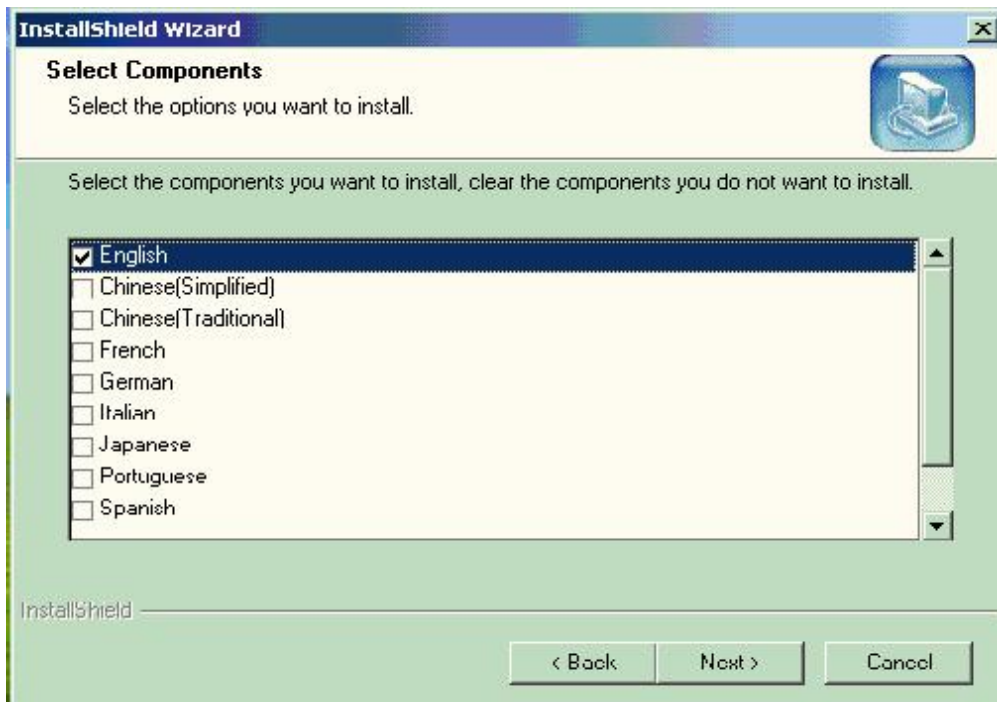 InstallShield Wizard
Select Components
Select the options you want to install.
Select the components you want to install, clear the components you do not want to install.
English
Chinese(Simplified)
Chinese(Traditional)
French
German
Italian
Japanese
Portuguese
Spanish
InstallShield
< Back Next > Cancel